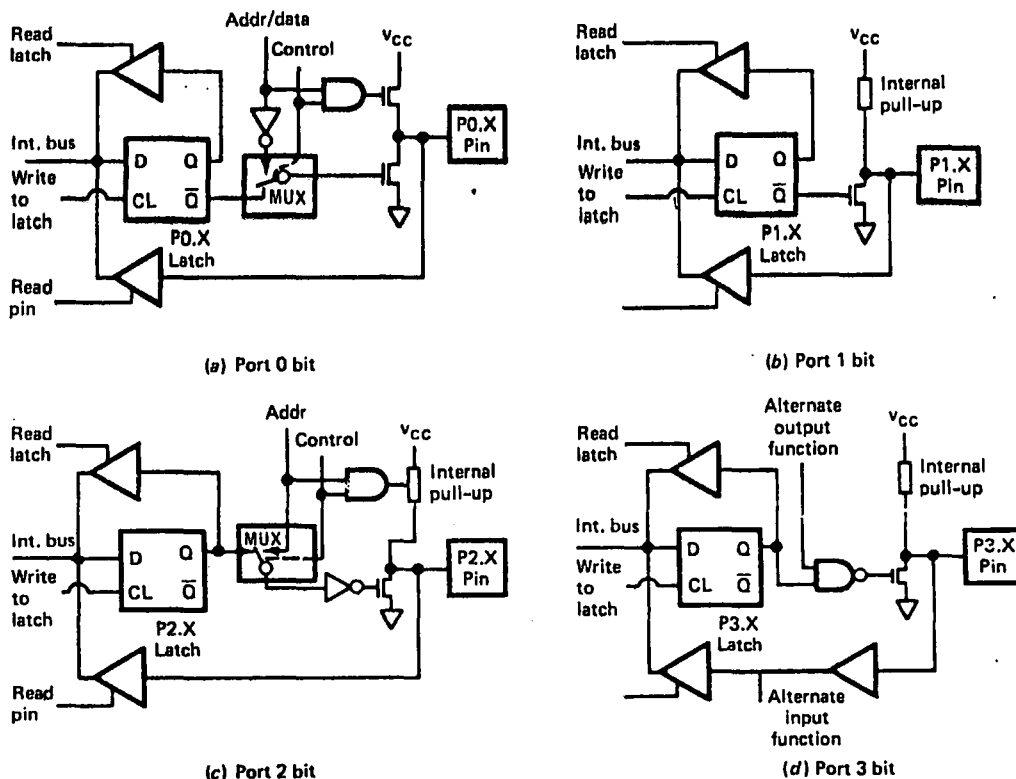 Addr/data
Control
VCC
Read
latch
Int. bus
Write
to
latch
D Q
CL Q̅
MUX
P0.X
Pin
P0.X
Latch
Read
pin
(a) Port 0 bit
VCC
Read
latch
Internal
pull-up
Int. bus
Write
to
latch
D Q
CL Q̅
P1.X
Pin
P1.X
Latch
(b) Port 1 bit
Addr
Control
VCC
Read
latch
Internal
pull-up
Int. bus
Write
to
latch
D Q
CL Q̅
MUX
P2.X
Pin
P2.X
Latch
Read
pin
(c) Port 2 bit
Alternate
output
function
VCC
Read
latch
Internal
pull-up
Int. bus
Write
to
latch
D Q
CL Q̅
P3.X
Pin
P3.X
Latch
Alternate
input
function
(d) Port 3 bit